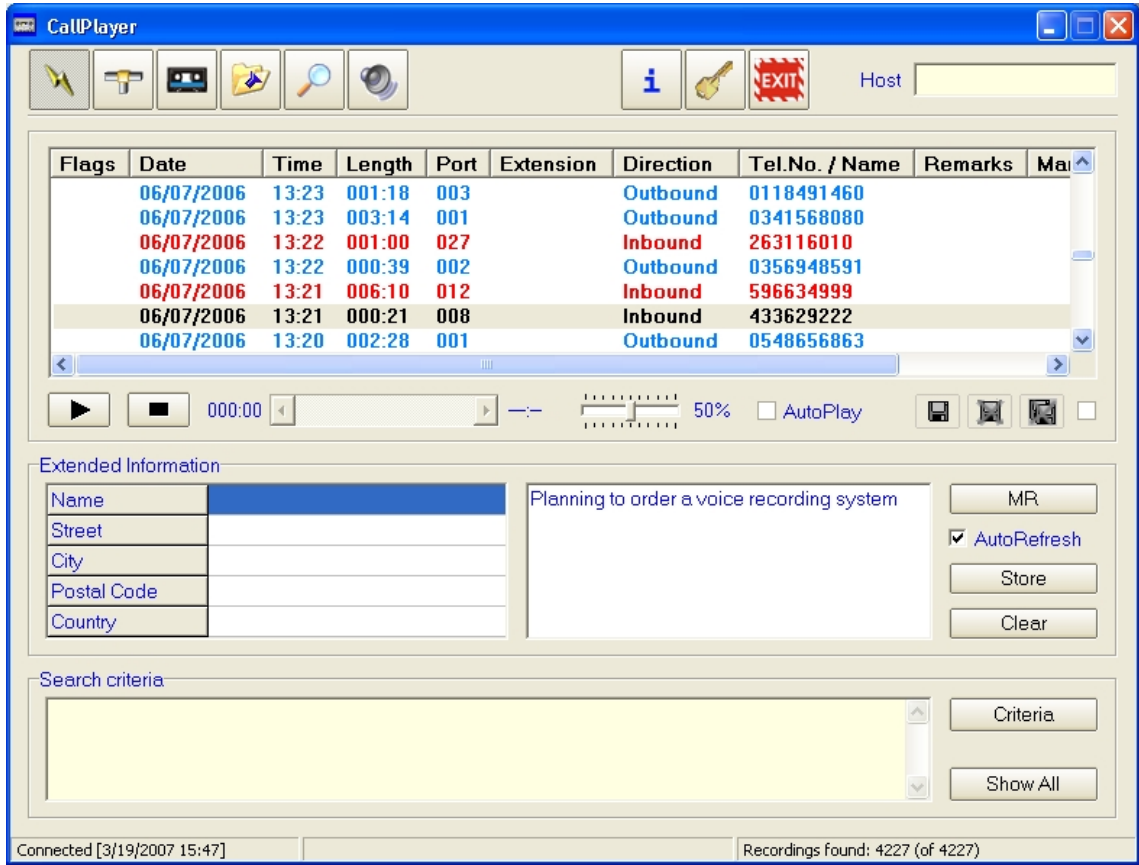 CallPlayer
i EXIT Host
Flags Date Time Length Port Extension Direction Tel.No. / Name Remarks Mar
06/07/2006 13:23 001:18 003 Outbound 0118491460
06/07/2006 13:23 003:14 001 Outbound 0341568080
06/07/2006 13:22 001:00 027 Inbound 263116010
06/07/2006 13:22 000:39 002 Outbound 0356948591
06/07/2006 13:21 006:10 012 Inbound 596634999
06/07/2006 13:21 000:21 008 Inbound 433629222
06/07/2006 13:20 002:28 001 Outbound 0548656863
000:00 —:— 50% AutoPlay
Extended Information
Name Planning to order a voice recording system MR
Street AutoRefresh
City
Postal Code Store
Country Clear
Search criteria
Criteria
Show All
Connected [3/19/2007 15:47] Recordings found: 4227 (of 4227)